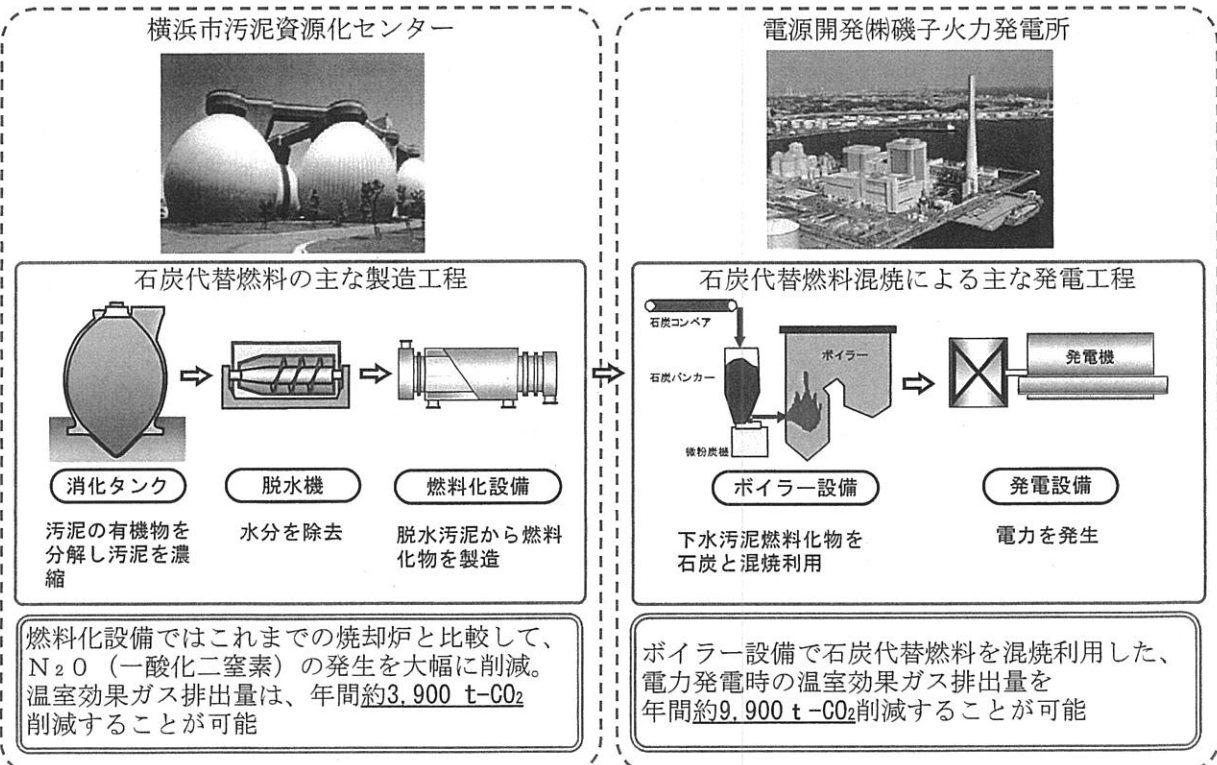 横浜市汚泥資源化センター
石炭代替燃料の主な製造工程
消化タンク
脱水機
燃料化設備
汚泥の有機物を
分解し汚泥を濃
縮
水分を除去
脱水汚泥から燃料
化物を製造
燃料化設備ではこれまでの焼却炉と比較して、
N₂O（一酸化二窒素）の発生を大幅に削減。
温室効果ガス排出量は、年間約3,900 t-CO₂
削減することが可能
電源開発㈱磯子火力発電所
石炭代替燃料混焼による主な発電工程
石炭コンベア
石炭バンカー
微粉炭機
ボイラー
発電機
ボイラー設備
発電設備
下水汚泥燃料化物を
石炭と混焼利用
電力を発生
ボイラー設備で石炭代替燃料を混焼利用した、
電力発電時の温室効果ガス排出量を
年間約9,900 t-CO₂削減することが可能